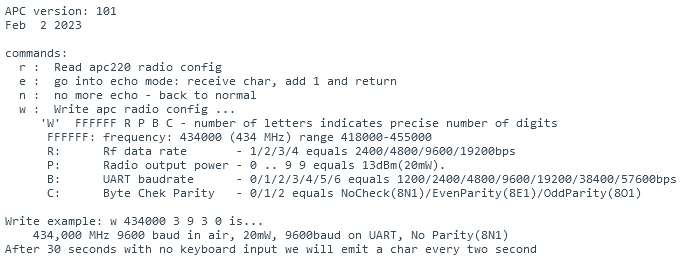 APC version: 101
Feb  2 2023
commands:
r :  Read apc220 radio config
e :  go into echo mode: receive char, add 1 and return
n :  no more echo - back to normal
w :  Write apc radio config ...
'W'  FFFFFF R P B C - number of letters indicates precise number of digits
FFFFFF: frequency: 434000 (434 MHz) range 418000-455000
R:      Rf data rate       - 1/2/3/4 equals 2400/4800/9600/19200bps
P:      Radio output power - 0 .. 9 9 equals 13dBm(20mW).
B:      UART baudrate      - 0/1/2/3/4/5/6 equals 1200/2400/4800/9600/19200/38400/57600bps
C:      Byte Chek Parity   - 0/1/2 equals NoCheck(8N1)/EvenParity(8E1)/OddParity(8O1)
Write example: w 434000 3 9 3 0 is...
434,000 MHz 9600 baud in air, 20mW, 9600baud on UART, No Parity(8N1)
After 30 seconds with no keyboard input we will emit a char every two second